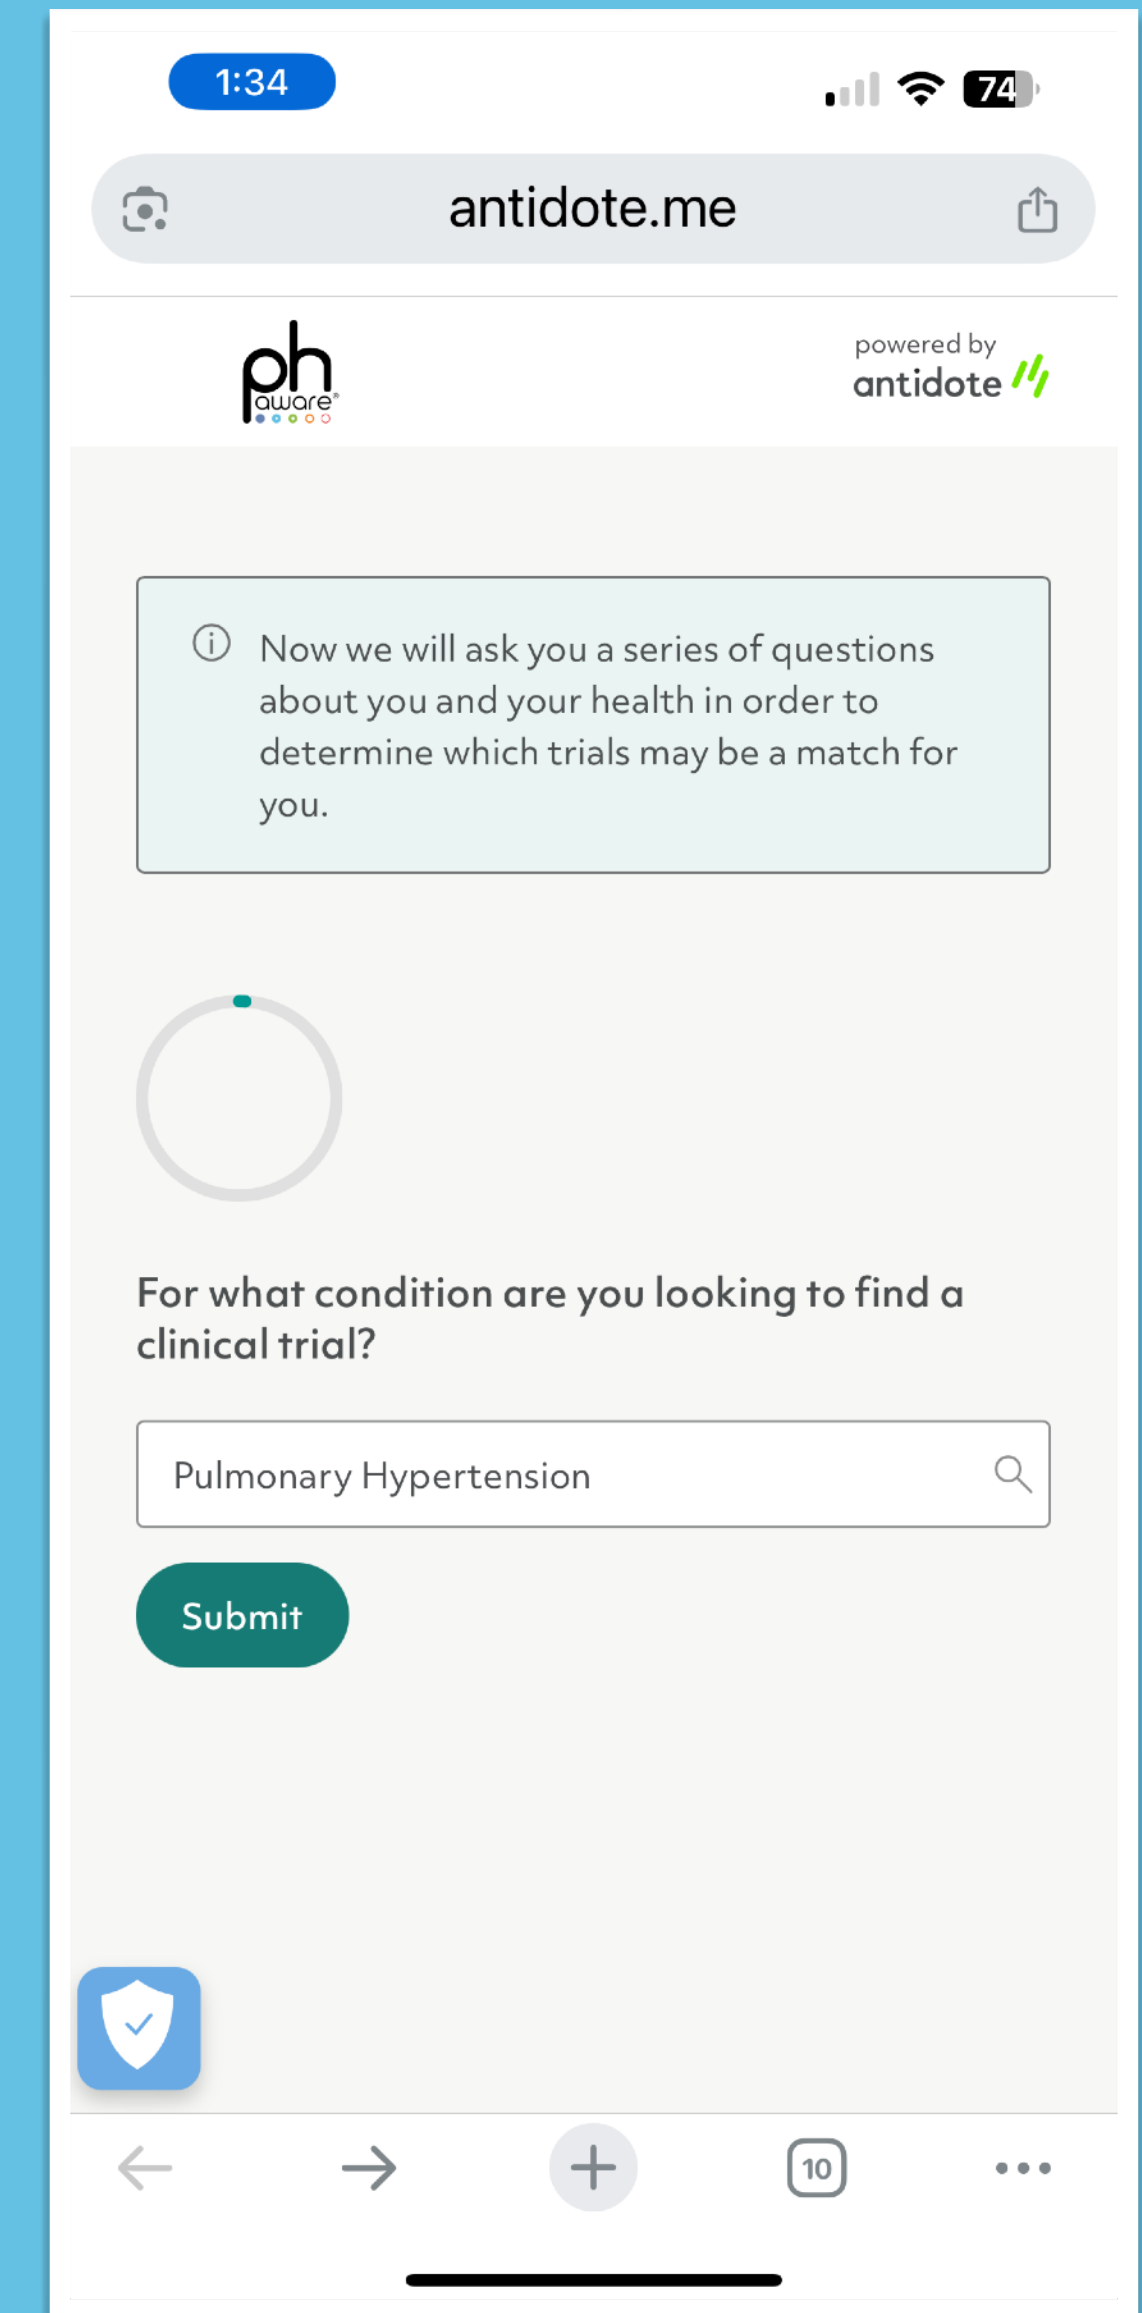 1:34
74
antidote.me
ph
aware®
powered by
antidote
Now we will ask you a series of questions
about you and your health in order to
determine which trials may be a match for
you.
For what condition are you looking to find a
clinical trial?
Pulmonary Hypertension
Submit
10